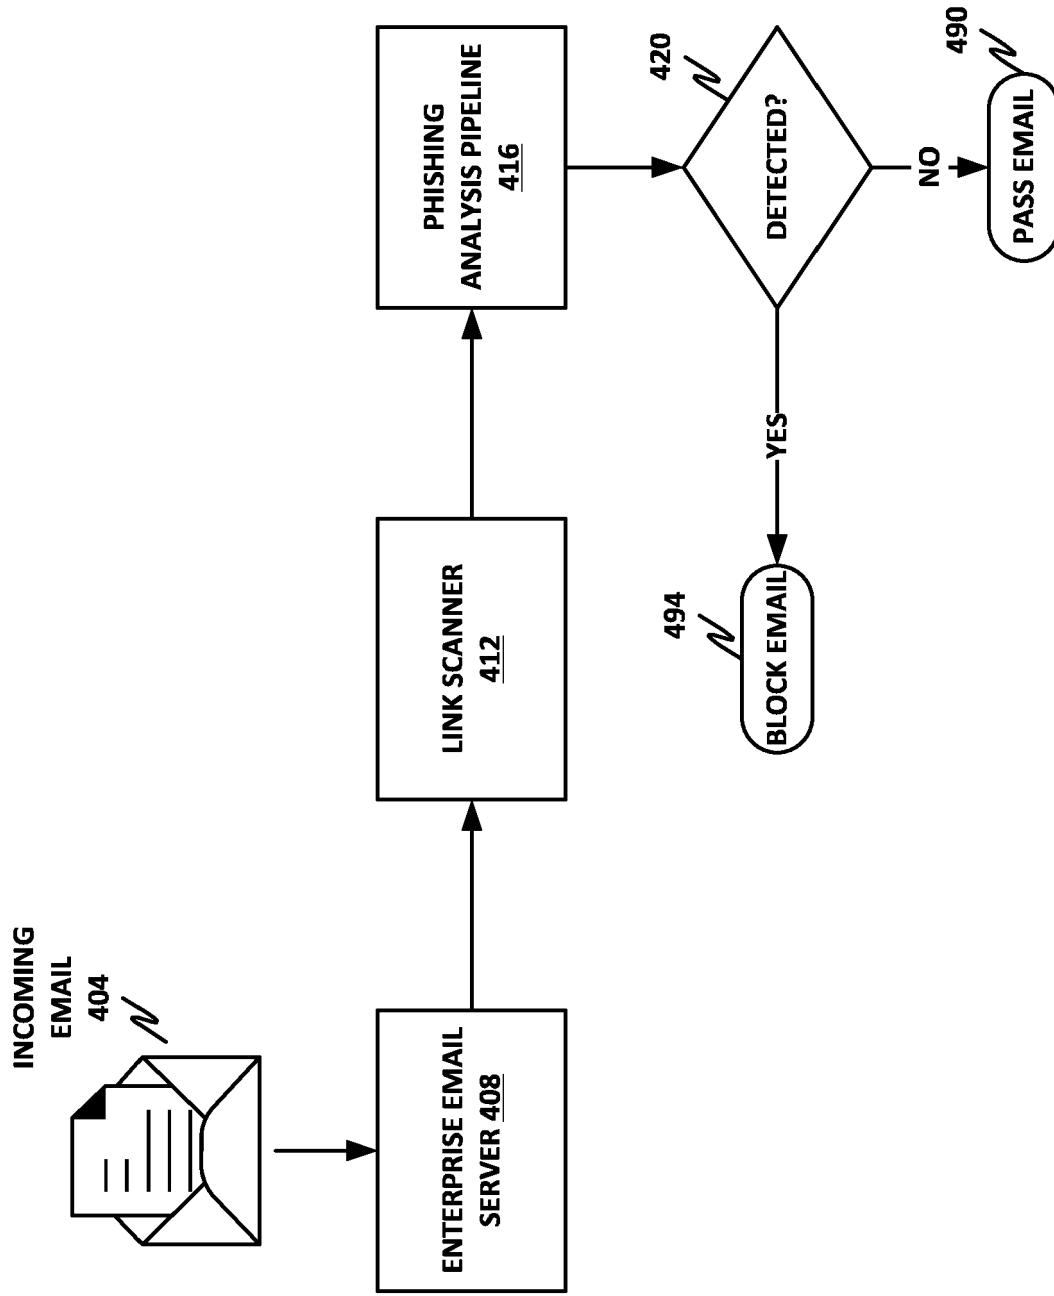 INCOMING
EMAIL
404
ENTERPRISE EMAIL
SERVER 408
LINK SCANNER
412
PHISHING
ANALYSIS PIPELINE
416
420
DETECTED?
YES
494
BLOCK EMAIL
NO
490
PASS EMAIL